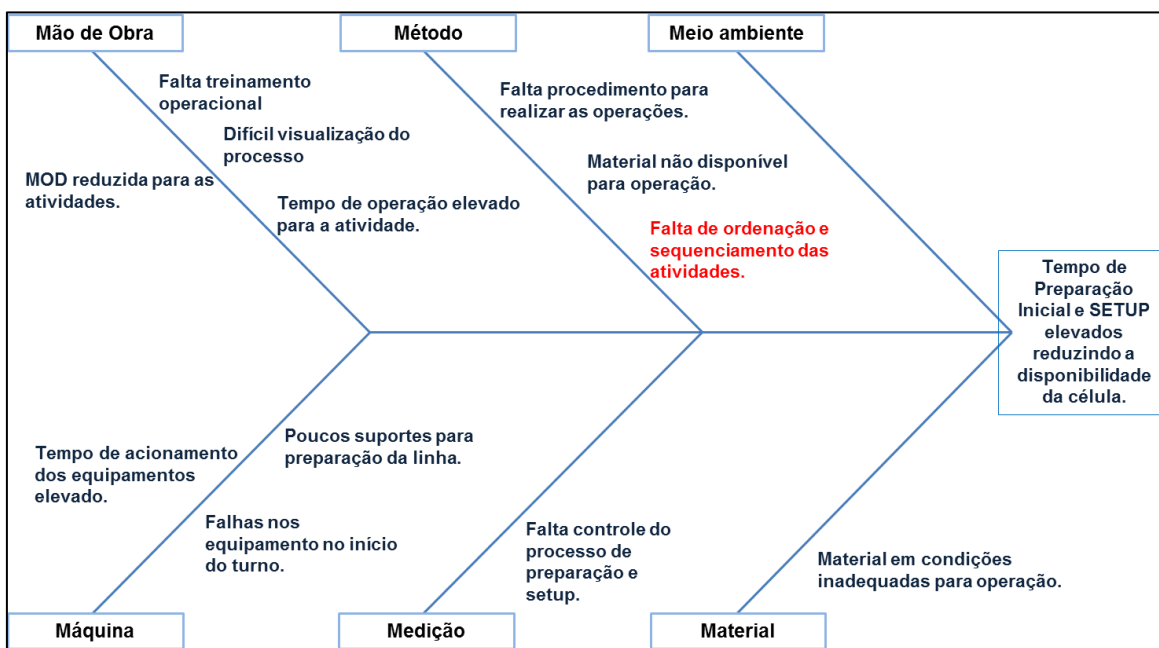 Mão de Obra
Método
Meio ambiente
Falta treinamento
operacional
Difícil visualização do
processo
MOD reduzida para as
atividades.
Tempo de operação elevado
para a atividade.
Falta procedimento para
realizar as operações.
Material não disponível
para operação.
Falta de ordenação e
sequenciamento das
atividades.
Tempo de
Preparação
Inicial e SETUP
elevados
reduzindo a
disponibilidade
da célula.
Tempo de acionamento
dos equipamentos
elevado.
Poucos suportes para
preparação da linha.
Falhas nos
equipamento no início
do turno.
Falta controle do
processo de
preparação e
setup.
Material em condições
inadequadas para operação.
Máquina
Medição
Material